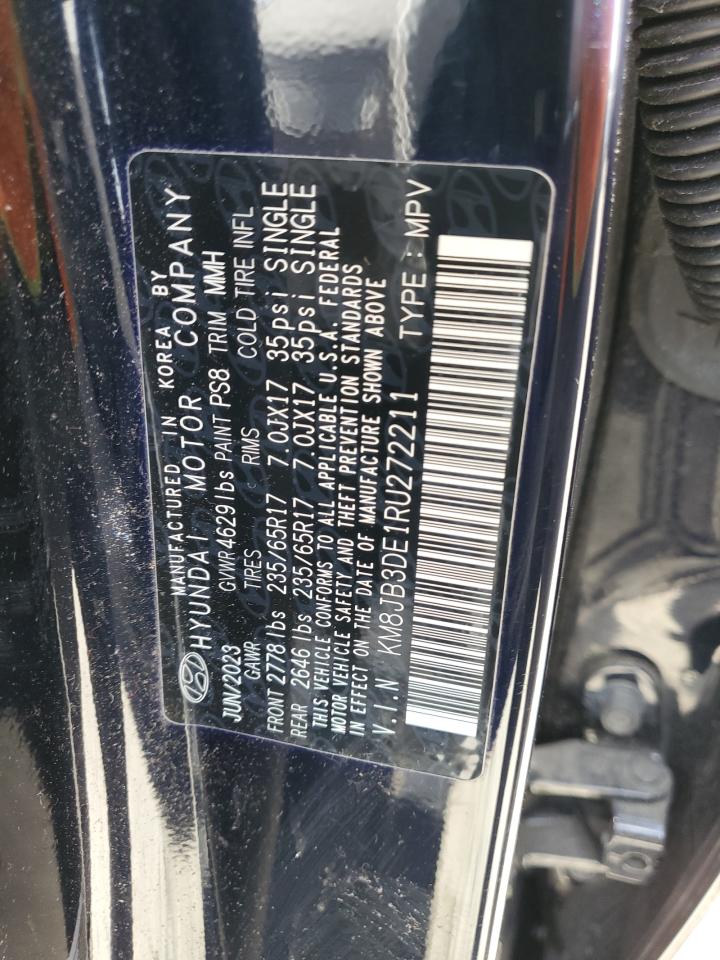 MANUFACTURED IN KOREA BY
HYUNDAI MOTOR COMPANY
JUN/2023 GVWR4629lbs PAINT PS8 TRIM MMH
GAWR TIRES RIMS COLD TIRE INFL
FRONT 2778lbs 235/65R17 7.0JX17 35psi SINGLE
REAR 2646 lbs 235/65R17 7.0JX17 35psi SINGLE
THIS VEHICLE CONFORMS TO ALL APPLICABLE U.S.A. FEDERAL
MOTOR VEHICLE SAFETY AND THEFT PREVENTION STANDARDS
IN EFFECT ON THE DATE OF MANUFACTURE SHOWN ABOVE
V.I.N KM8JB3DE1RU272211 TYPE : MPV